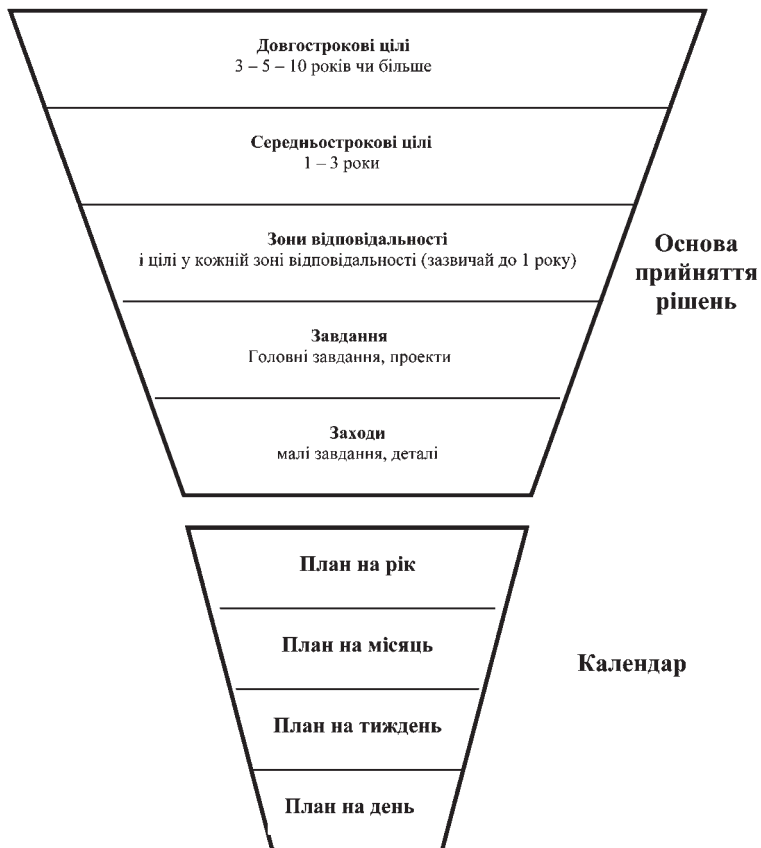 Довгострокові цілі
3 – 5 – 10 років чи більше
Середньострокові цілі
1 – 3 роки
Зони відповідальності
і цілі у кожній зоні відповідальності (зазвичай до 1 року)
Завдання
Головні завдання, проекти
Заходи
малі завдання, деталі
Основа
прийняття
рішень
План на рік
План на місяць
План на тиждень
План на день
Календар